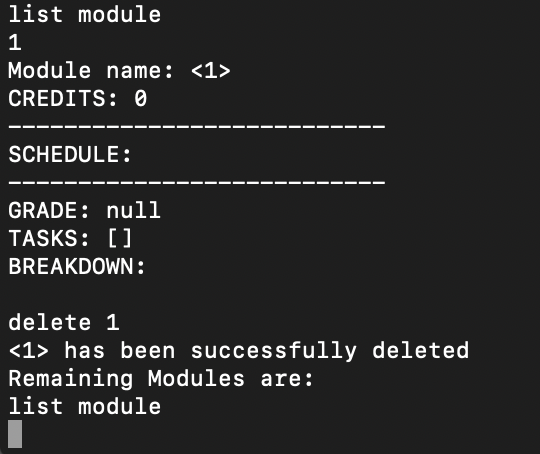 list module
1
Module name: <1>
CREDITS: 0
---------------------------
SCHEDULE:
---------------------------
GRADE: null
TASKS: []
BREAKDOWN:

delete 1
<1> has been successfully deleted
Remaining Modules are:
list module